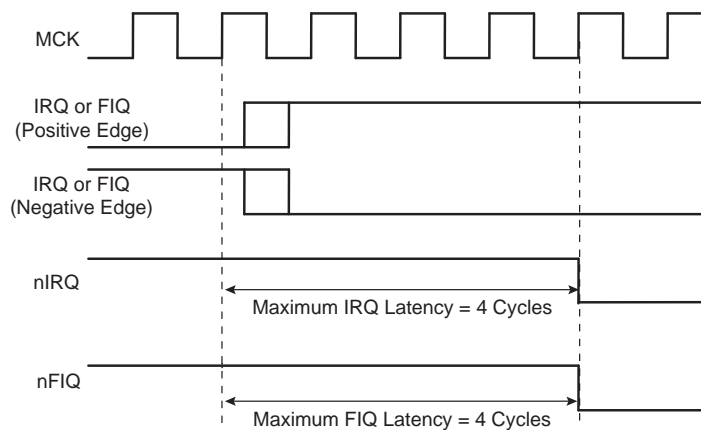 MCK
IRQ or FIQ
(Positive Edge)
IRQ or FIQ
(Negative Edge)
nIRQ
Maximum IRQ Latency = 4 Cycles
nFIQ
Maximum FIQ Latency = 4 Cycles